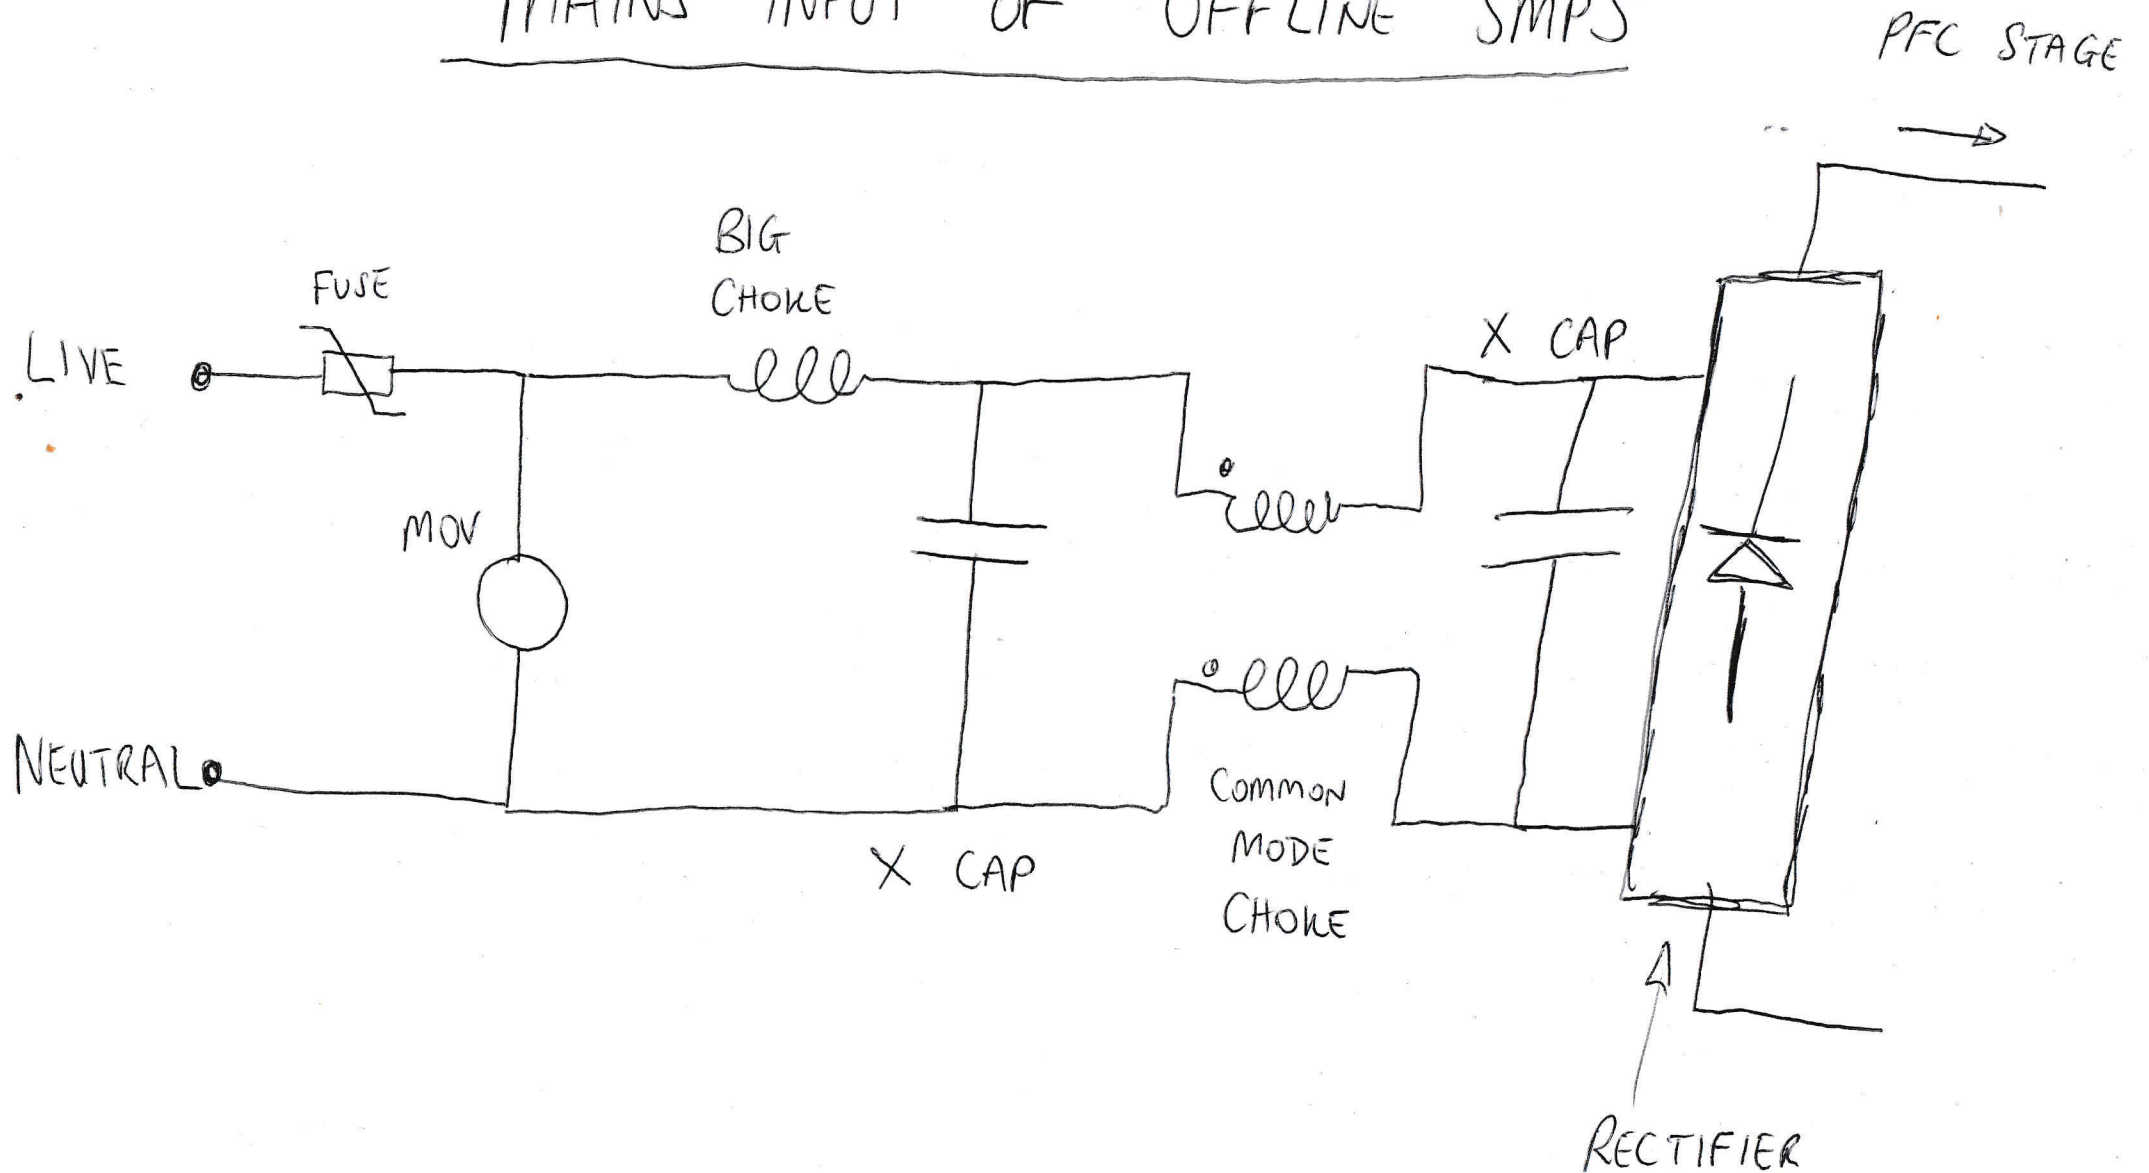 MAINS INPUT OF OFFLINE SMPS
PFC STAGE
BIG
CHOKE
FUSE
LIVE
X CAP
MOV
NEUTRAL
COMMON
MODE
CHOKE
X CAP
RECTIFIER